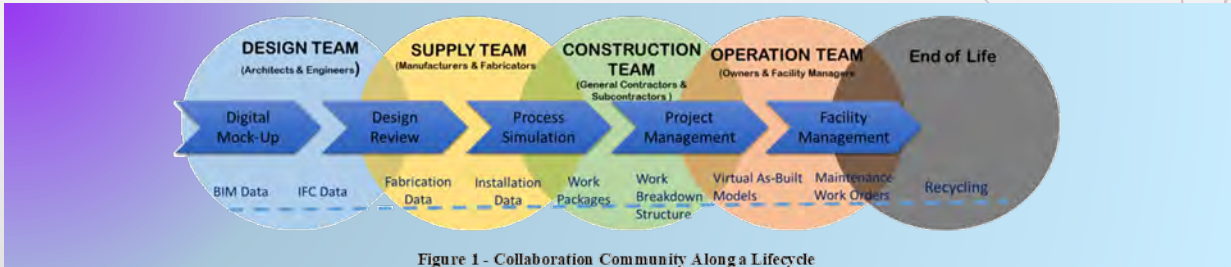 DESIGN TEAM
(Architects & Engineers)
SUPPLY TEAM
(Manufacturers & Fabricators
CONSTRUCTION
TEAM
(General Contractors &
Subcontractors )
OPERATION TEAM
(Owners & Facility Managers
End of Life
Digital
Mock-Up
Design
Review
Process
Simulation
Project
Management
Facility
Management
BIM Data
IFC Data
Fabrication
Data
Installation
Data
Work
Packages
Work
Breakdown
Structure
Virtual As-Built
Models
Maintenance
Work Orders
Recycling
Figure 1 - Collaboration Community Along a Lifecycle